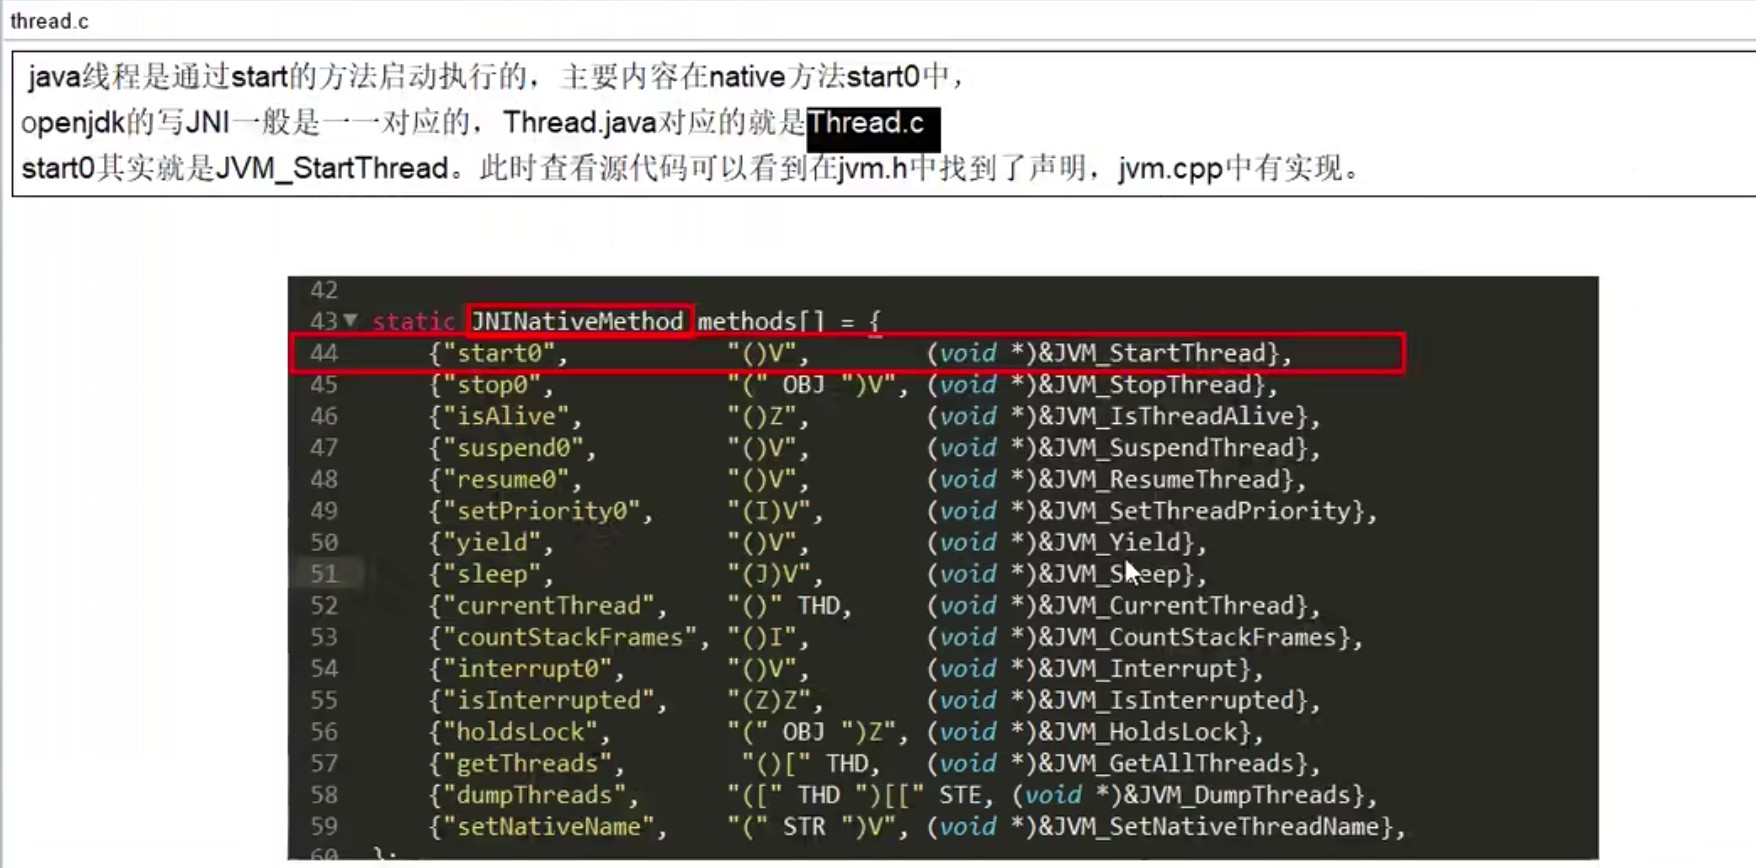 thread.c
java线程是通过start的方法启动执行的，主要内容在native方法start0中，
openjdk的写JNI一般是一一对应的，Thread.java对应的就是Thread.c
start0其实就是JVM_StartThread。此时查看源代码可以看到在jvm.h中找到了声明，jvm.cpp中有实现。
42
43 static JNINativeMethod methods[] = {
44 {"start0", "()V", (void *)&JVM_StartThread},
45 {"stop0", "(" OBJ ")V", (void *)&JVM_StopThread},
46 {"isAlive", "()Z", (void *)&JVM_IsThreadAlive},
47 {"suspend0", "()V", (void *)&JVM_SuspendThread},
48 {"resume0", "()V", (void *)&JVM_ResumeThread},
49 {"setPriority0", "(I)V", (void *)&JVM_SetThreadPriority},
50 {"yield", "()V", (void *)&JVM_Yield},
51 {"sleep", "(J)V", (void *)&JVM_Sleep},
52 {"currentThread", "()" THD, (void *)&JVM_CurrentThread},
53 {"countStackFrames", "()I", (void *)&JVM_CountStackFrames},
54 {"interrupt0", "()V", (void *)&JVM_Interrupt},
55 {"isInterrupted", "(Z)Z", (void *)&JVM_IsInterrupted},
56 {"holdsLock", "(" OBJ ")Z", (void *)&JVM_HoldsLock},
57 {"getThreads", "()[" THD, (void *)&JVM_GetAllThreads},
58 {"dumpThreads", "([" THD ")[[" STE, (void *)&JVM_DumpThreads},
59 {"setNativeName", "(" STR ")V", (void *)&JVM_SetNativeThreadName},
60 };